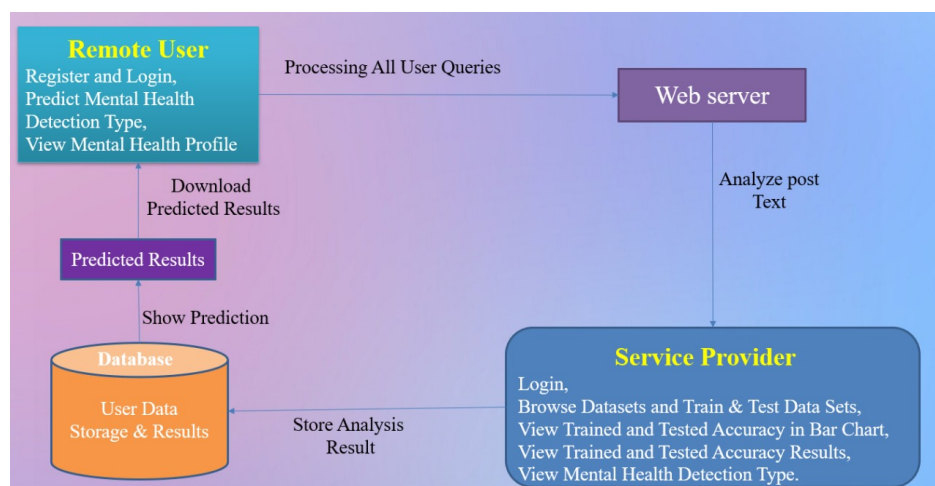 Remote User
Register and Login,
Predict Mental Health
Detection Type,
View Mental Health Profile
Processing All User Queries
Web server
Analyze post
Text
Download
Predicted Results
Predicted Results
Show Prediction
Database
User Data
Storage & Results
Store Analysis
Result
Service Provider
Login,
Browse Datasets and Train & Test Data Sets,
View Trained and Tested Accuracy in Bar Chart,
View Trained and Tested Accuracy Results,
View Mental Health Detection Type.